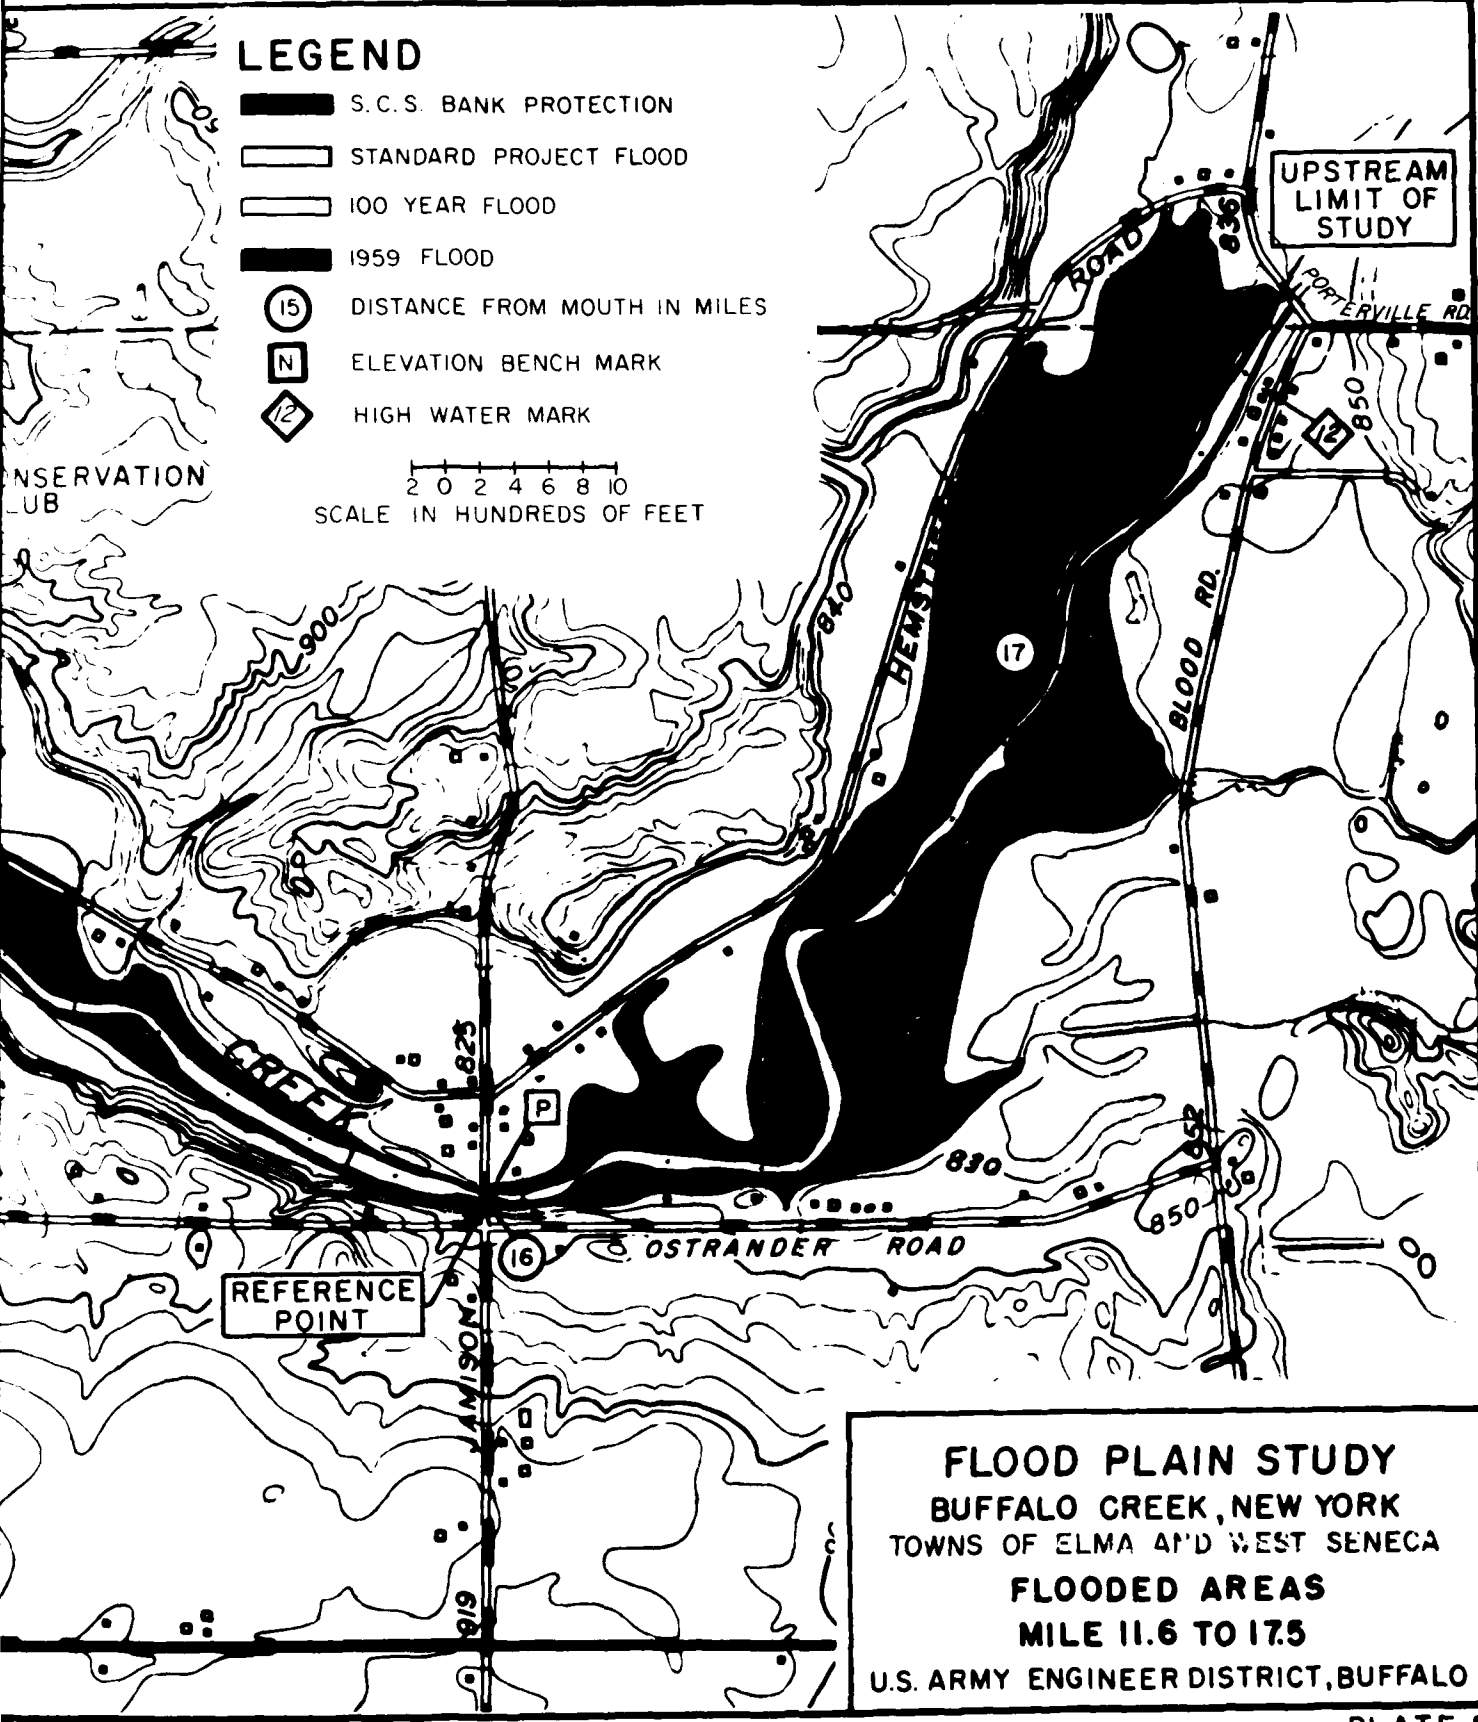 LEGEND
S.C.S. BANK PROTECTION
STANDARD PROJECT FLOOD
100 YEAR FLOOD
1959 FLOOD
15 DISTANCE FROM MOUTH IN MILES
N ELEVATION BENCH MARK
12 HIGH WATER MARK
2 0 2 4 6 8 10
SCALE IN HUNDREDS OF FEET
UPSTREAM
LIMIT OF
STUDY
ROAD
836
PORTERVILLE RD.
850
12
NSERVATION
UB
900
840
17
BLOOD RD.
825
CREEK
P
830
952
850
16
OSTRANDER ROAD
REFERENCE
POINT
JAMISON
919
FLOOD PLAIN STUDY
BUFFALO CREEK, NEW YORK
TOWNS OF ELMA AND WEST SENECA
FLOODED AREAS
MILE 11.6 TO 17.5
U.S. ARMY ENGINEER DISTRICT, BUFFALO